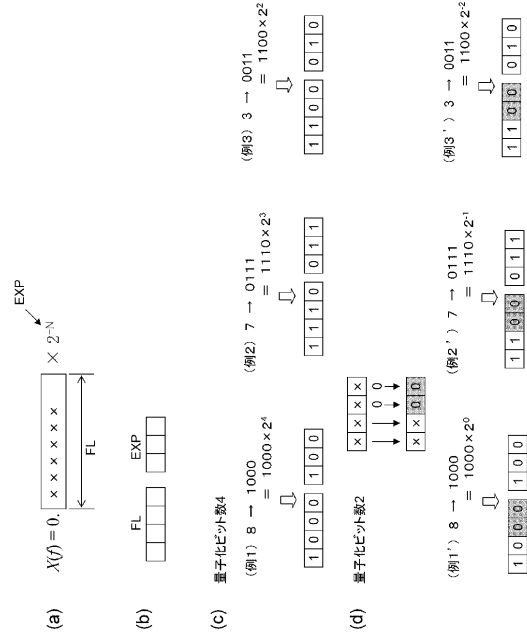 (a)
X(f) = 0. × × × × × × × 2^{-N}
EXP
FL
(b)
FL EXP
(c)
量子化ビット数4
(例1) 8 → 1000
= 1000×2^4
1 0 0 0 1 0 0
(例2) 7 → 0111
= 1110×2^3
1 1 1 0 0 1 1
(例3) 3 → 0011
= 1100×2^2
1 1 0 0 0 1 0
(d)
量子化ビット数2
× × × ×
0 0
× × 0 0
(例1') 8 → 1000
= 1000×2^0
1 0 0 0 1 0 0
(例2') 7 → 0111
= 1110×2^{-1}
1 1 0 0 0 1 1
(例3') 3 → 0011
= 1100×2^{-2}
1 1 0 0 0 1 0